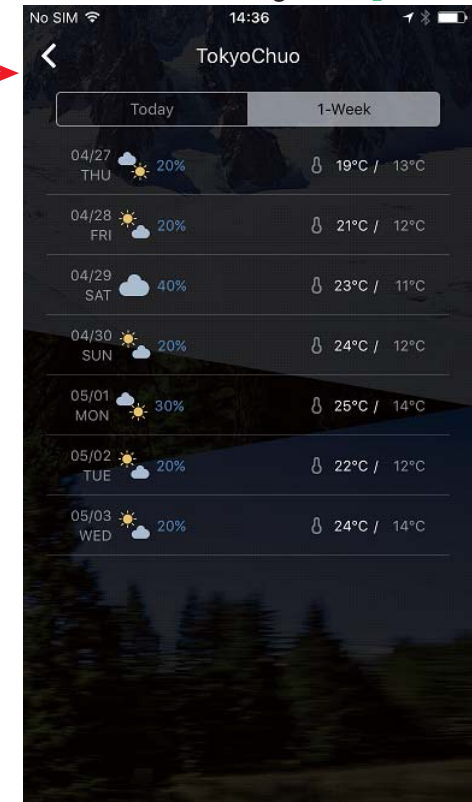 No SIM 14:36
TokyoChuo
Today 1-Week
04/27 THU 20% 19°C / 13°C
04/28 FRI 20% 21°C / 12°C
04/29 SAT 40% 23°C / 11°C
04/30 SUN 20% 24°C / 12°C
05/01 MON 30% 25°C / 14°C
05/02 TUE 20% 22°C / 12°C
05/03 WED 20% 24°C / 14°C